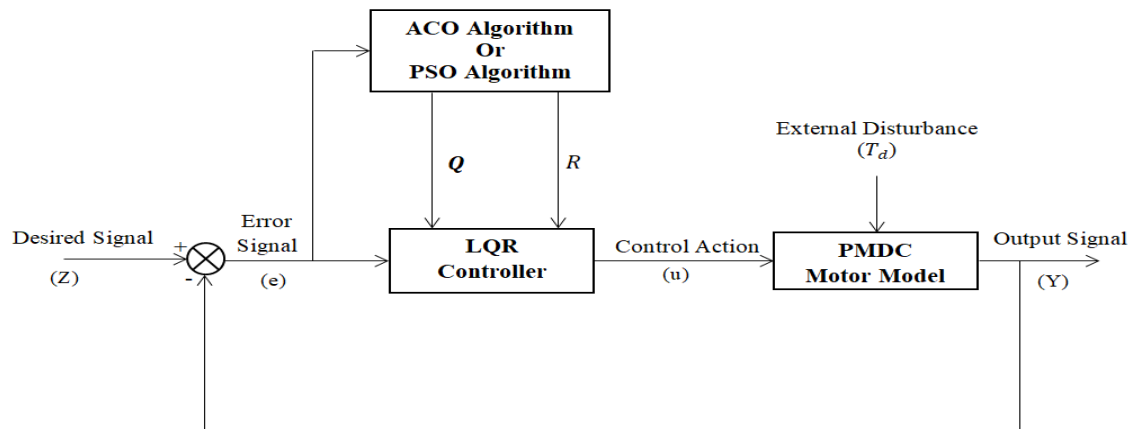 ACO Algorithm
Or
PSO Algorithm
External Disturbance
(T_d)
Q
R
Desired Signal
+
-
(Z)
Error
Signal
(e)
LQR
Controller
Control Action
(u)
PMDC
Motor Model
Output Signal
(Y)